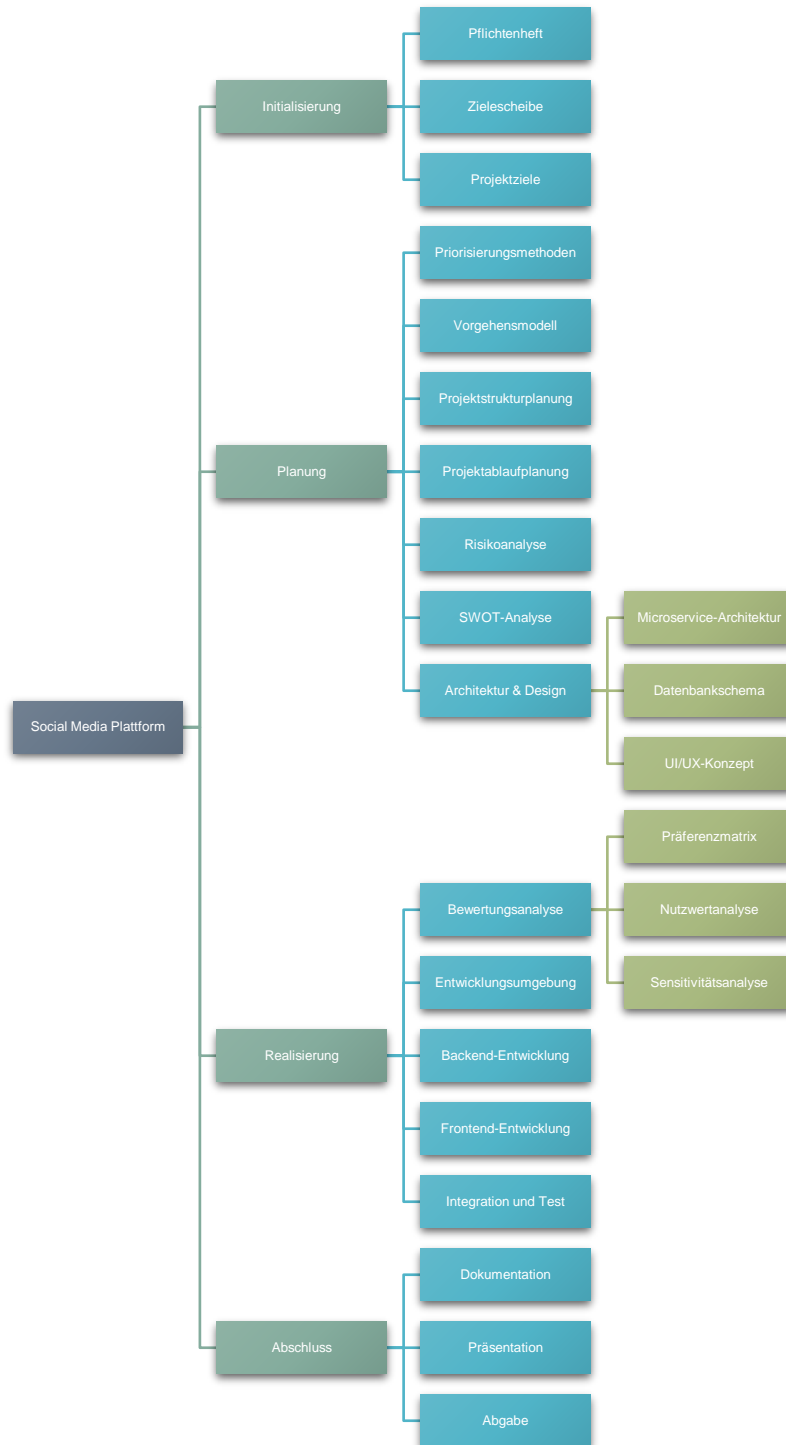 Social Media Plattform
Initialisierung
Pflichtenheft
Zielescheibe
Projektziele
Planung
Priorisierungsmethoden
Vorgehensmodell
Projektstrukturplanung
Projektablaufplanung
Risikoanalyse
SWOT-Analyse
Architektur & Design
Microservice-Architektur
Datenbankschema
UI/UX-Konzept
Realisierung
Bewertungsanalyse
Präferenzmatrix
Nutzwertanalyse
Sensitivitätsanalyse
Entwicklungsumgebung
Backend-Entwicklung
Frontend-Entwicklung
Integration und Test
Abschluss
Dokumentation
Präsentation
Abgabe